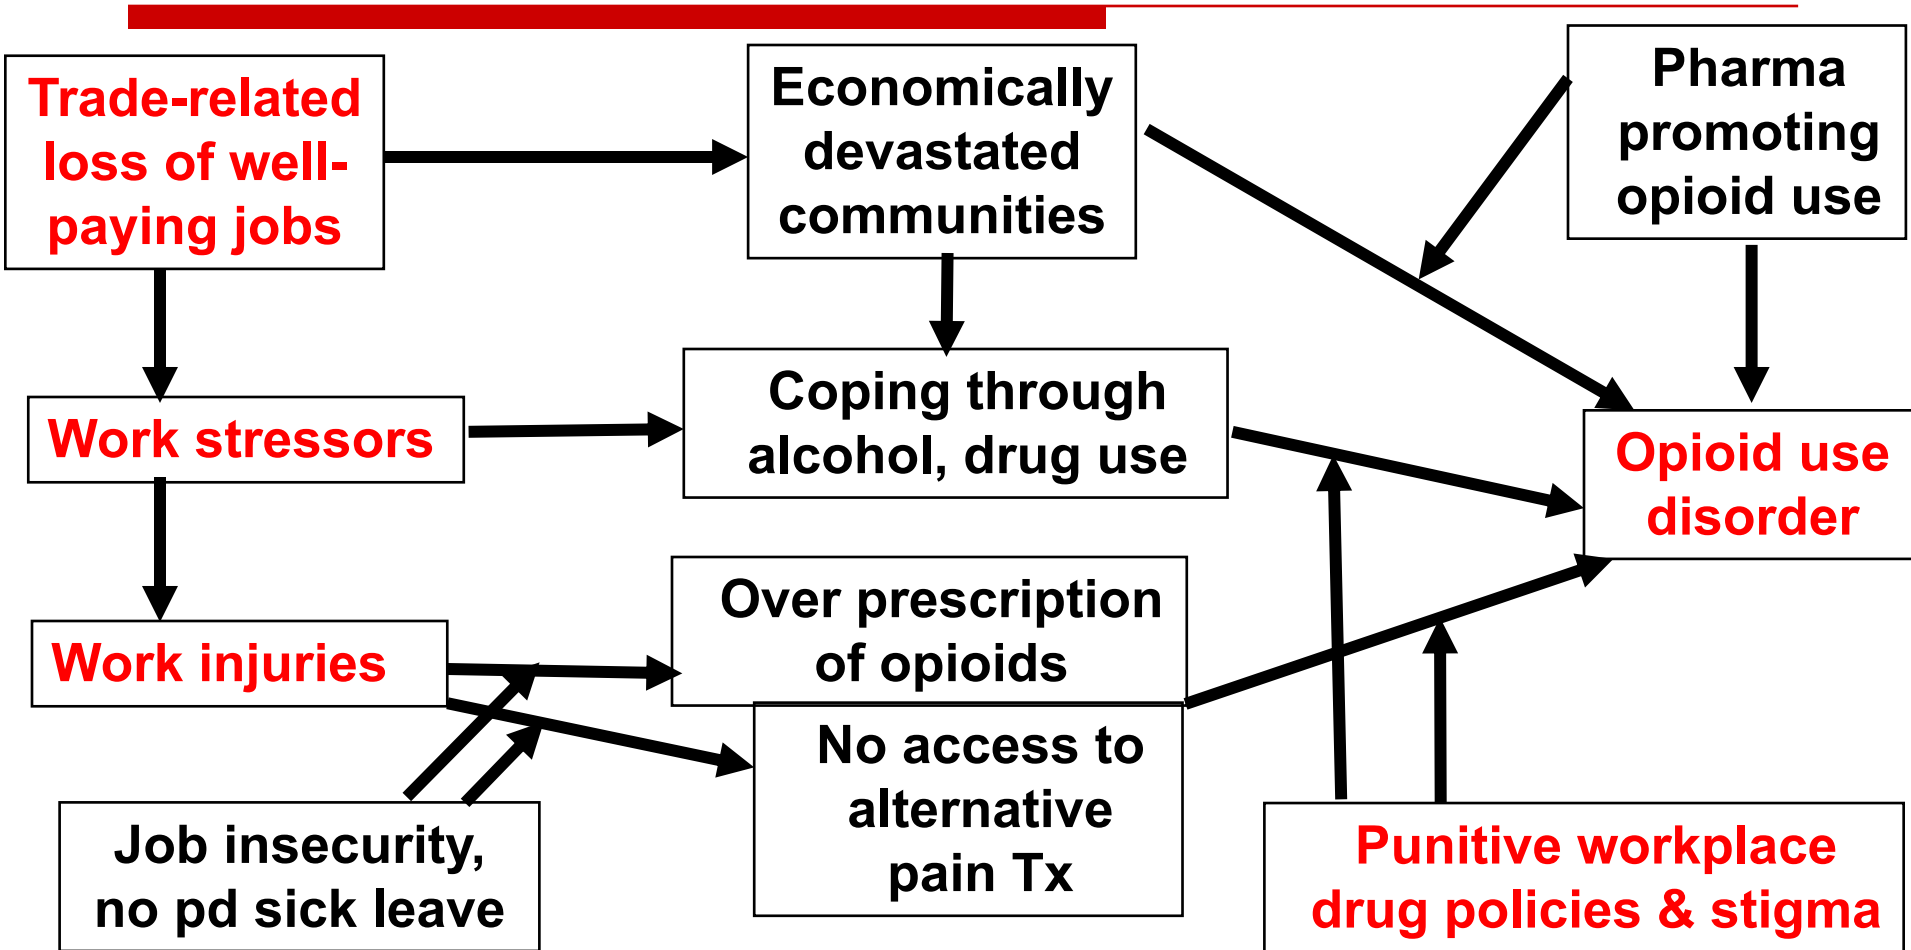 Trade-related
loss of well-
paying jobs
Economically
devastated
communities
Pharma
promoting
opioid use
Work stressors
Coping through
alcohol, drug use
Opioid use
disorder
Work injuries
Over prescription
of opioids
No access to
alternative
pain Tx
Job insecurity,
no pd sick leave
Punitive workplace
drug policies & stigma